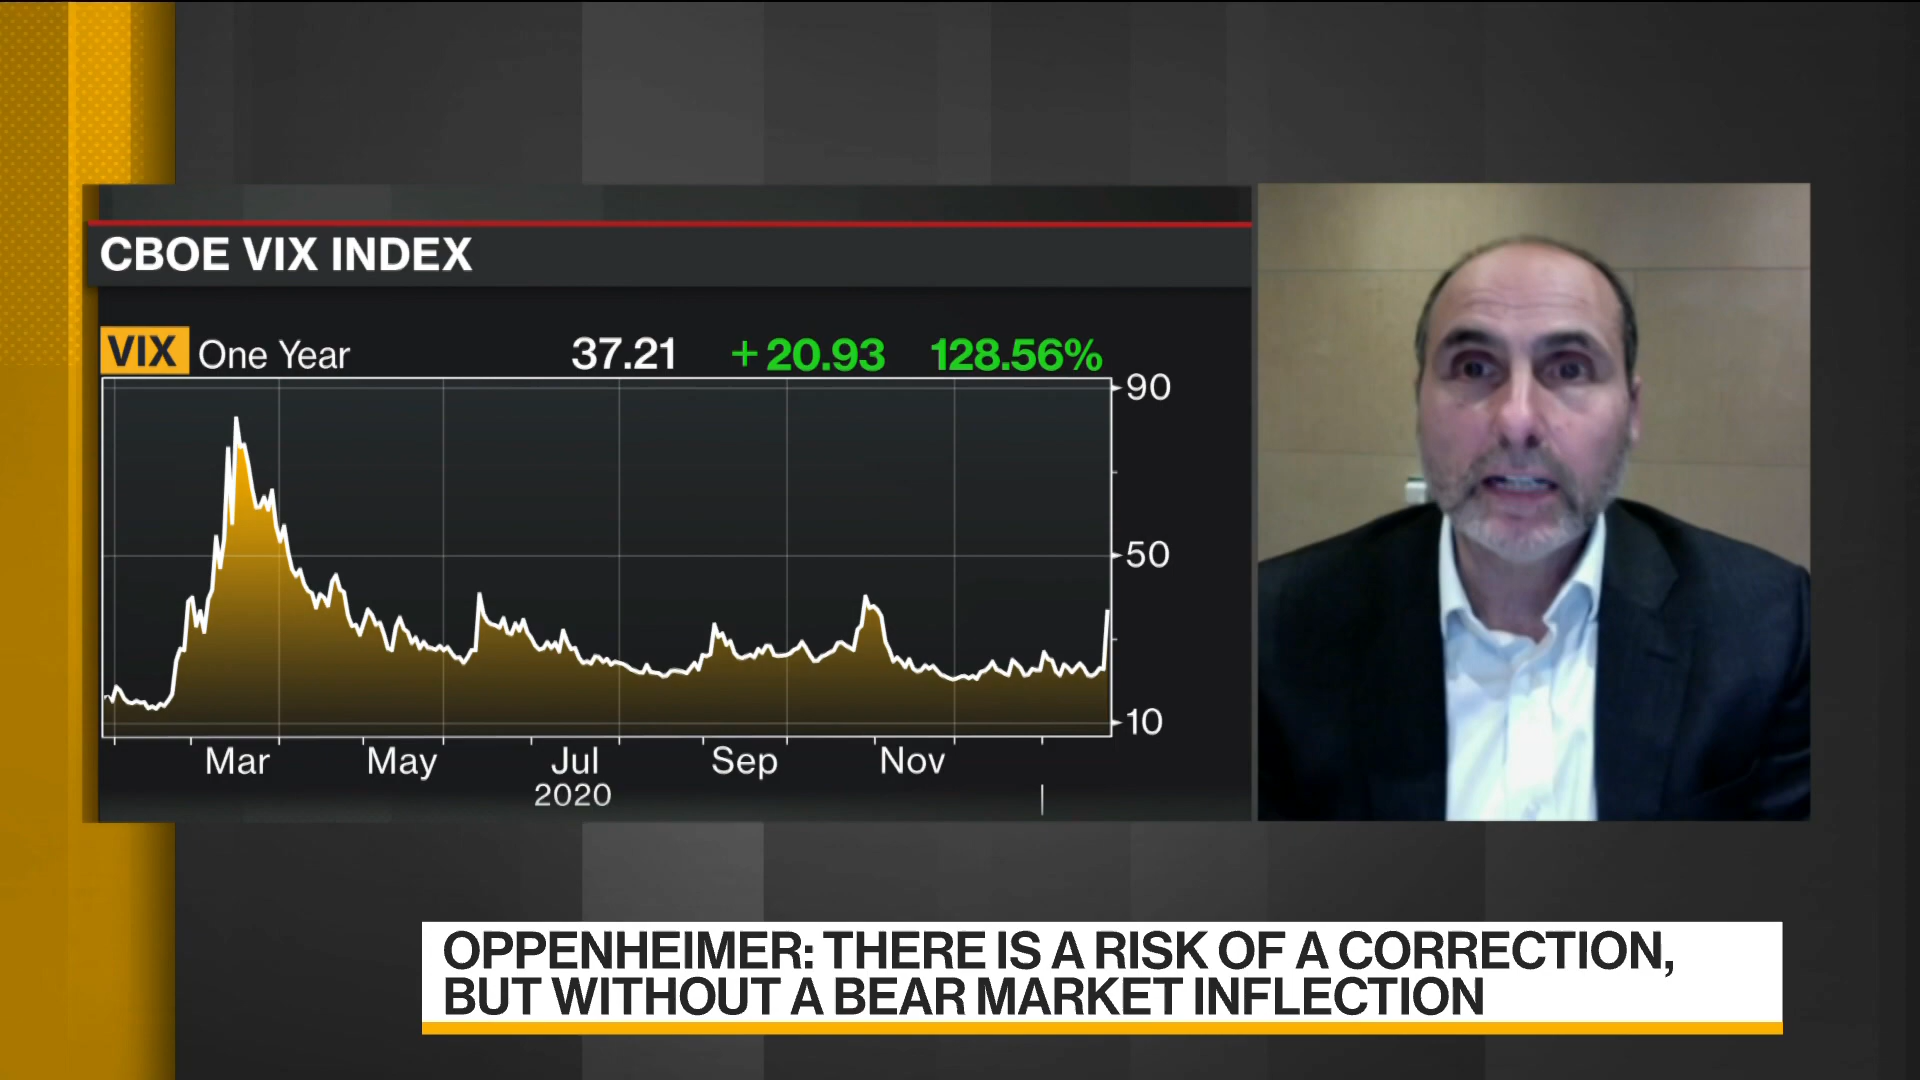 CBOE VIX INDEX
VIX One Year 37.21 +20.93 128.56%
90
50
10
Mar May Jul Sep Nov
2020
OPPENHEIMER: THERE IS A RISK OF A CORRECTION,
BUT WITHOUT A BEAR MARKET INFLECTION